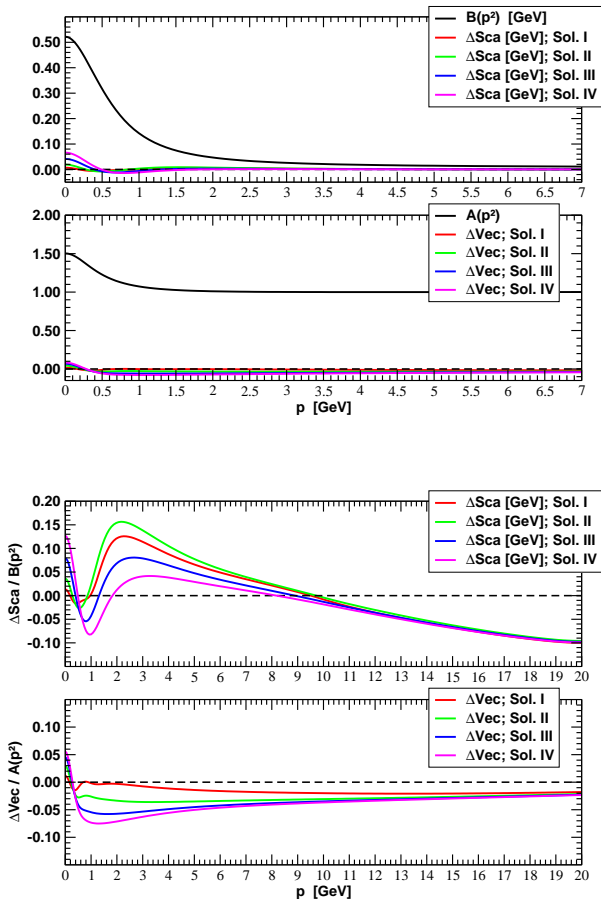 B(p²) [GeV]
ΔSca [GeV]; Sol. I
ΔSca [GeV]; Sol. II
ΔSca [GeV]; Sol. III
ΔSca [GeV]; Sol. IV
0.50
0.40
0.30
0.20
0.10
0.00
0 0.5 1 1.5 2 2.5 3 3.5 4 4.5 5 5.5 6 6.5 7
A(p²)
ΔVec; Sol. I
ΔVec; Sol. II
ΔVec; Sol. III
ΔVec; Sol. IV
2.00
1.50
1.00
0.50
0.00
0 0.5 1 1.5 2 2.5 3 3.5 4 4.5 5 5.5 6 6.5 7
p [GeV]
ΔSca [GeV]; Sol. I
ΔSca [GeV]; Sol. II
ΔSca [GeV]; Sol. III
ΔSca [GeV]; Sol. IV
0.20
0.15
0.10
0.05
0.00
-0.05
-0.10
ΔSca / B(p²)
0 1 2 3 4 5 6 7 8 9 10 11 12 13 14 15 16 17 18 19 20
ΔVec; Sol. I
ΔVec; Sol. II
ΔVec; Sol. III
ΔVec; Sol. IV
0.10
0.05
0.00
-0.05
-0.10
ΔVec / A(p²)
0 1 2 3 4 5 6 7 8 9 10 11 12 13 14 15 16 17 18 19 20
p [GeV]